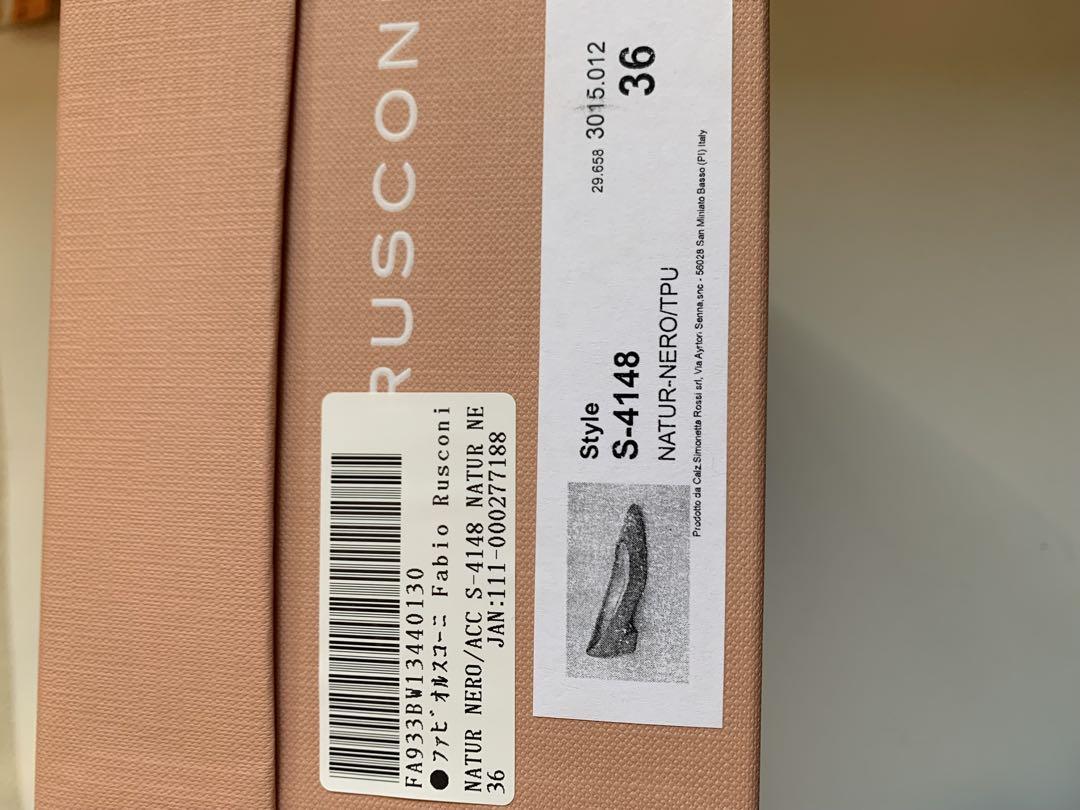 RUSCON
FA933BW13440130
●ファビオルスコーニ Fabio Rusconi
NATUR NERO/ACC S-4148 NATUR NE
36 JAN:111-000277188
29.658 3015.012
Style
S-4148 36
NATUR-NERO/TPU
Prodotto da Calz.Simonetta Rossi srl, Via Ayrton Senna,snc - 56028 San Miniato Basso (PI) Italy